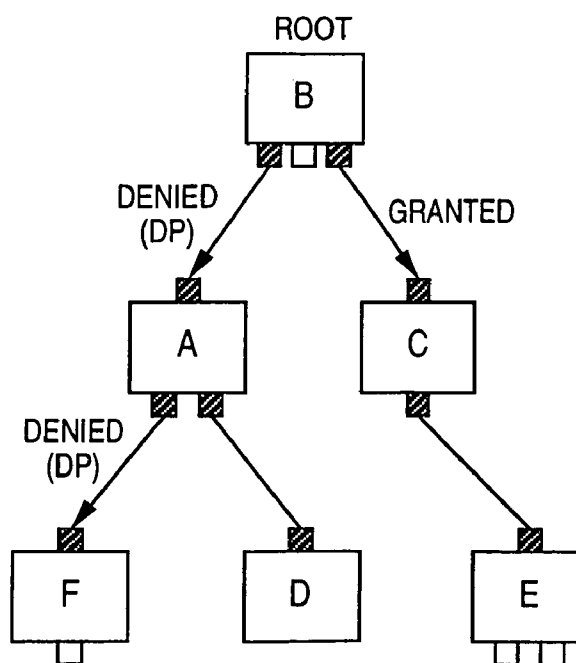 ROOT
B
DENIED
(DP)
GRANTED
A
C
DENIED
(DP)
F
D
E